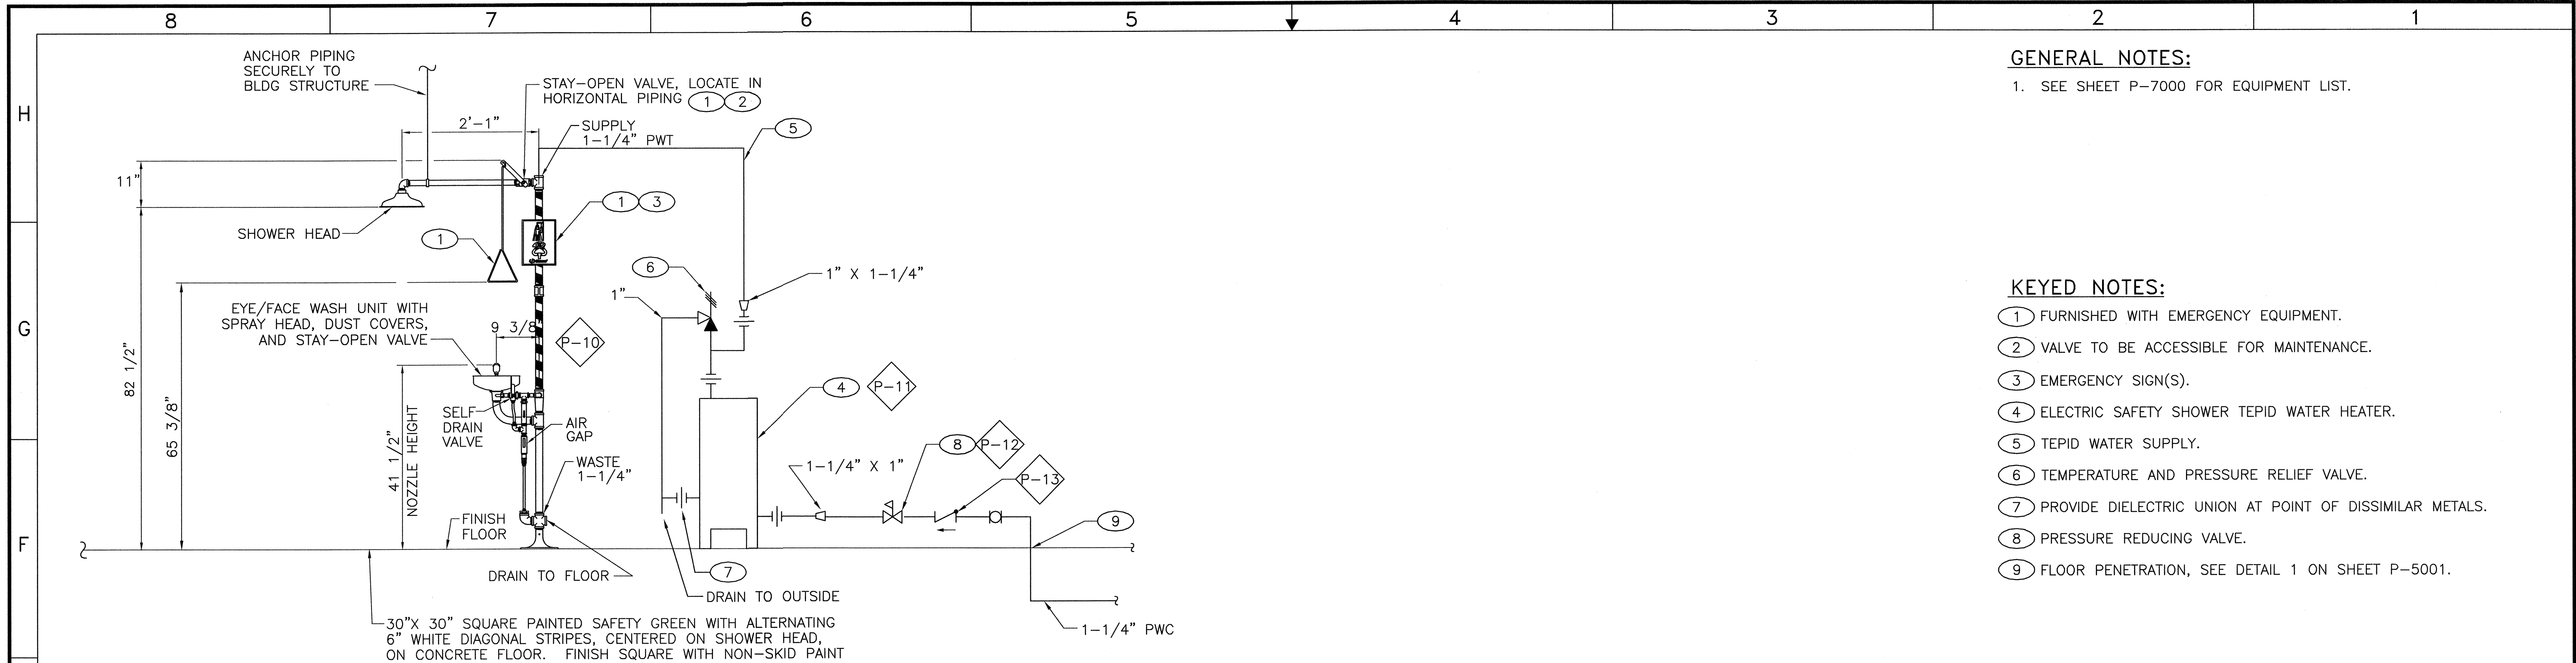 8
7
6
5
4
3
2
1
H
G
F
ANCHOR PIPING
SECURELY TO
BLDG STRUCTURE
STAY-OPEN VALVE, LOCATE IN
HORIZONTAL PIPING 1 2
2'-1"
SUPPLY
1-1/4" PWT
5
11"
1 3
SHOWER HEAD
1
6
1" X 1-1/4"
1"
EYE/FACE WASH UNIT WITH
SPRAY HEAD, DUST COVERS,
AND STAY-OPEN VALVE
9 3/8
P-10
82 1/2"
65 3/8"
41 1/2"
NOZZLE HEIGHT
4 P-11
SELF
DRAIN
VALVE
AIR
GAP
8 P-12
WASTE
1-1/4"
1-1/4" X 1"
P-13
FINISH
FLOOR
9
DRAIN TO FLOOR
7
DRAIN TO OUTSIDE
30"X 30" SQUARE PAINTED SAFETY GREEN WITH ALTERNATING
6" WHITE DIAGONAL STRIPES, CENTERED ON SHOWER HEAD,
ON CONCRETE FLOOR. FINISH SQUARE WITH NON-SKID PAINT
1-1/4" PWC
GENERAL NOTES:
1. SEE SHEET P-7000 FOR EQUIPMENT LIST.
KEYED NOTES:
1 FURNISHED WITH EMERGENCY EQUIPMENT.
2 VALVE TO BE ACCESSIBLE FOR MAINTENANCE.
3 EMERGENCY SIGN(S).
4 ELECTRIC SAFETY SHOWER TEPID WATER HEATER.
5 TEPID WATER SUPPLY.
6 TEMPERATURE AND PRESSURE RELIEF VALVE.
7 PROVIDE DIELECTRIC UNION AT POINT OF DISSIMILAR METALS.
8 PRESSURE REDUCING VALVE.
9 FLOOR PENETRATION, SEE DETAIL 1 ON SHEET P-5001.